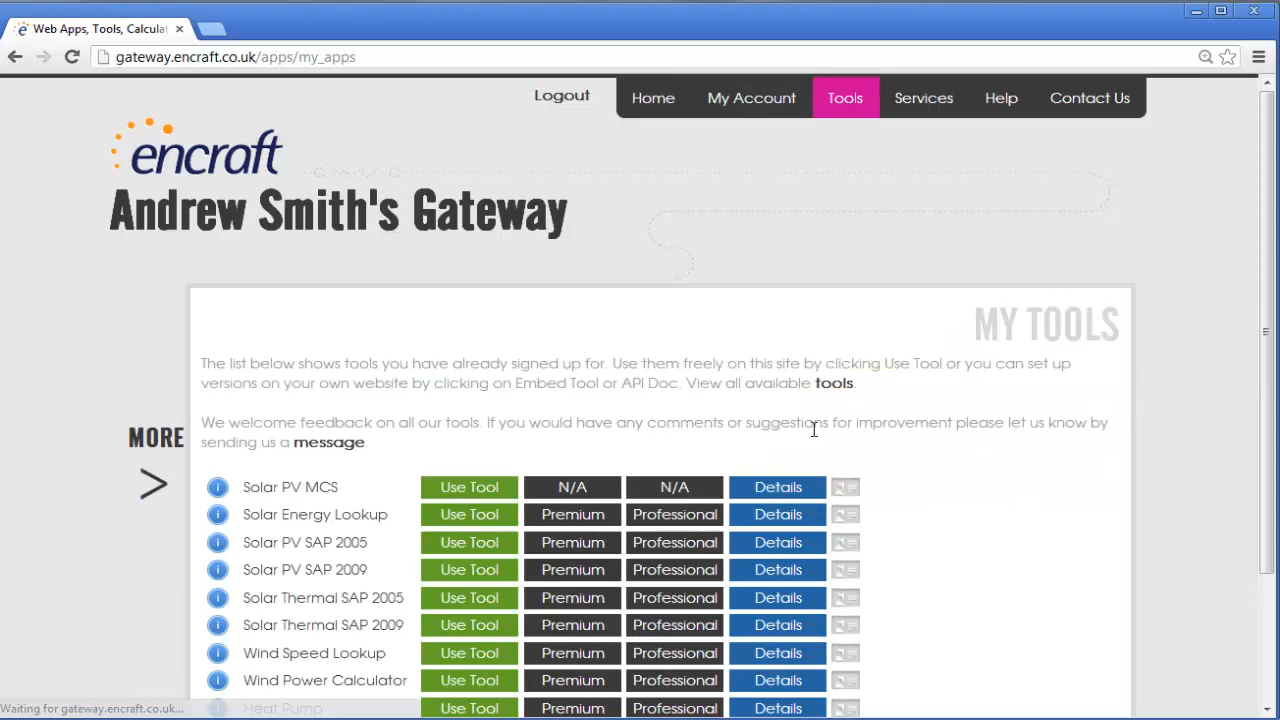 Web Apps, Tools, Calculat
gateway.encraft.co.uk/apps/my_apps
Logout
Home
My Account
Tools
Services
Help
Contact Us
encraft
Andrew Smith's Gateway
MY TOOLS
The list below shows tools you have already signed up for. Use them freely on this site by clicking Use Tool or you can set up
versions on your own website by clicking on Embed Tool or API Doc. View all available tools.
We welcome feedback on all our tools. If you would have any comments or suggestions for improvement please let us know by
sending us a message.
MORE
>
Solar PV MCS Use Tool N/A N/A Details
Solar Energy Lookup Use Tool Premium Professional Details
Solar PV SAP 2005 Use Tool Premium Professional Details
Solar PV SAP 2009 Use Tool Premium Professional Details
Solar Thermal SAP 2005 Use Tool Premium Professional Details
Solar Thermal SAP 2009 Use Tool Premium Professional Details
Wind Speed Lookup Use Tool Premium Professional Details
Wind Power Calculator Use Tool Premium Professional Details
Heat Pump Use Tool Premium Professional Details
Waiting for gateway.encraft.co.uk...